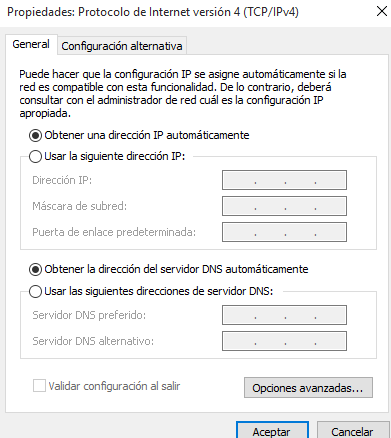 Propiedades: Protocolo de Internet versión 4 (TCP/IPv4)
General
Configuración alternativa
Puede hacer que la configuración IP se asigne automáticamente si la
red es compatible con esta funcionalidad. De lo contrario, deberá
consultar con el administrador de red cuál es la configuración IP
apropiada.
Obtener una dirección IP automáticamente
Usar la siguiente dirección IP:
Dirección IP:
Máscara de subred:
Puerta de enlace predeterminada:
Obtener la dirección del servidor DNS automáticamente
Usar las siguientes direcciones de servidor DNS:
Servidor DNS preferido:
Servidor DNS alternativo:
Validar configuración al salir
Opciones avanzadas...
Aceptar
Cancelar